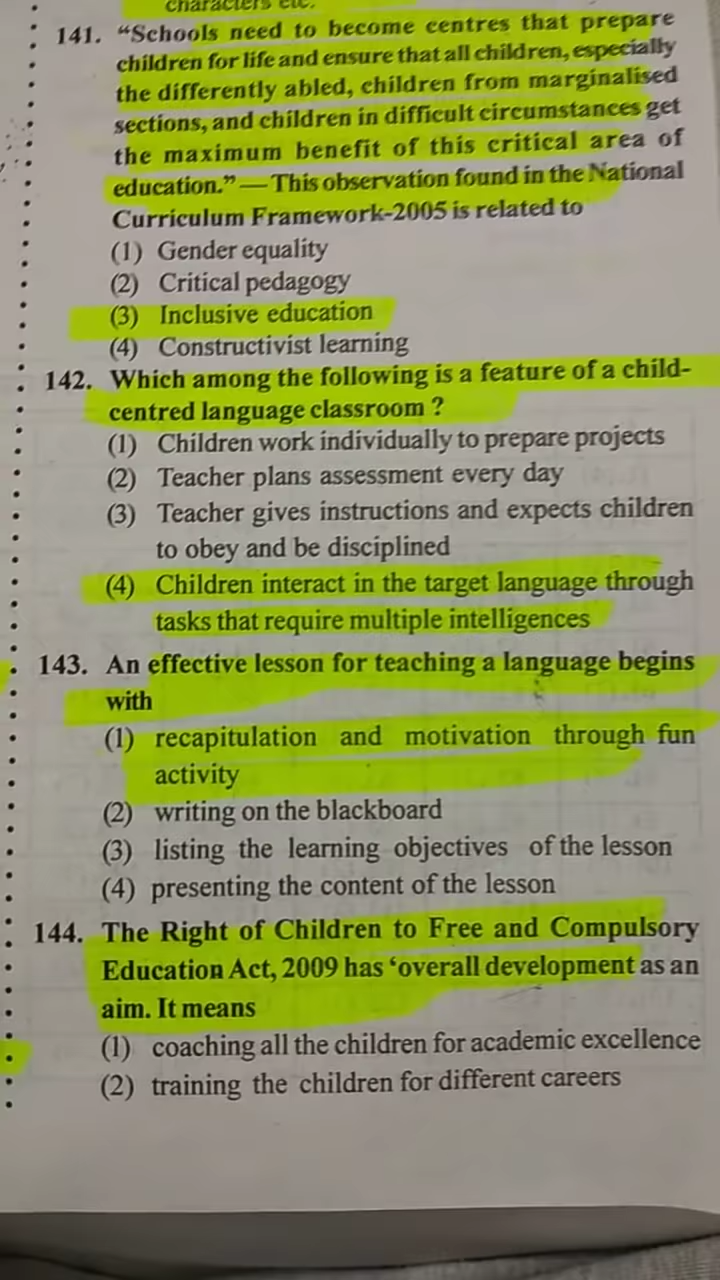 characters etc.
141. “Schools need to become centres that prepare
children for life and ensure that all children, especially
the differently abled, children from marginalised
sections, and children in difficult circumstances get
the maximum benefit of this critical area of
education.” — This observation found in the National
Curriculum Framework-2005 is related to
(1) Gender equality
(2) Critical pedagogy
(3) Inclusive education
(4) Constructivist learning
142. Which among the following is a feature of a child-
centred language classroom ?
(1) Children work individually to prepare projects
(2) Teacher plans assessment every day
(3) Teacher gives instructions and expects children
to obey and be disciplined
(4) Children interact in the target language through
tasks that require multiple intelligences
143. An effective lesson for teaching a language begins
with
(1) recapitulation and motivation through fun
activity
(2) writing on the blackboard
(3) listing the learning objectives of the lesson
(4) presenting the content of the lesson
144. The Right of Children to Free and Compulsory
Education Act, 2009 has ‘overall development as an
aim. It means
(1) coaching all the children for academic excellence
(2) training the children for different careers